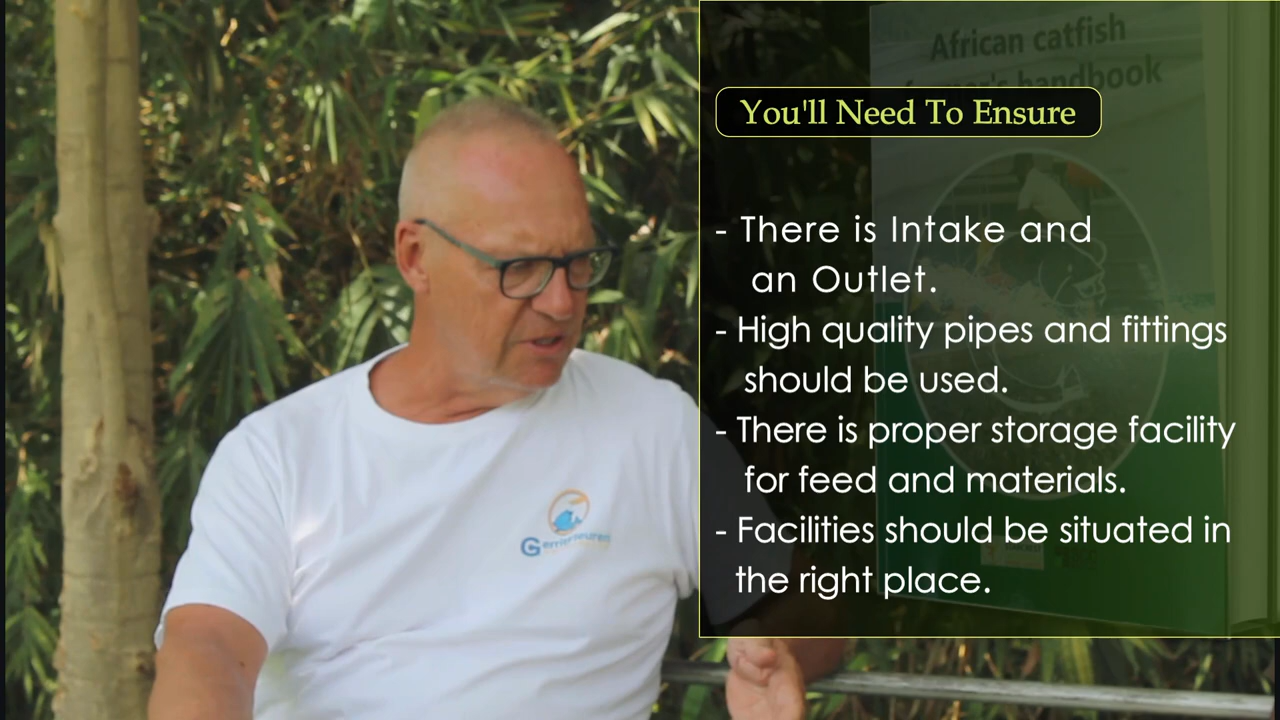 African catfish
farmer's handbook
You'll Need To Ensure
- There is Intake and
an Outlet.
- High quality pipes and fittings
should be used.
- There is proper storage facility
for feed and materials.
- Facilities should be situated in
the right place.